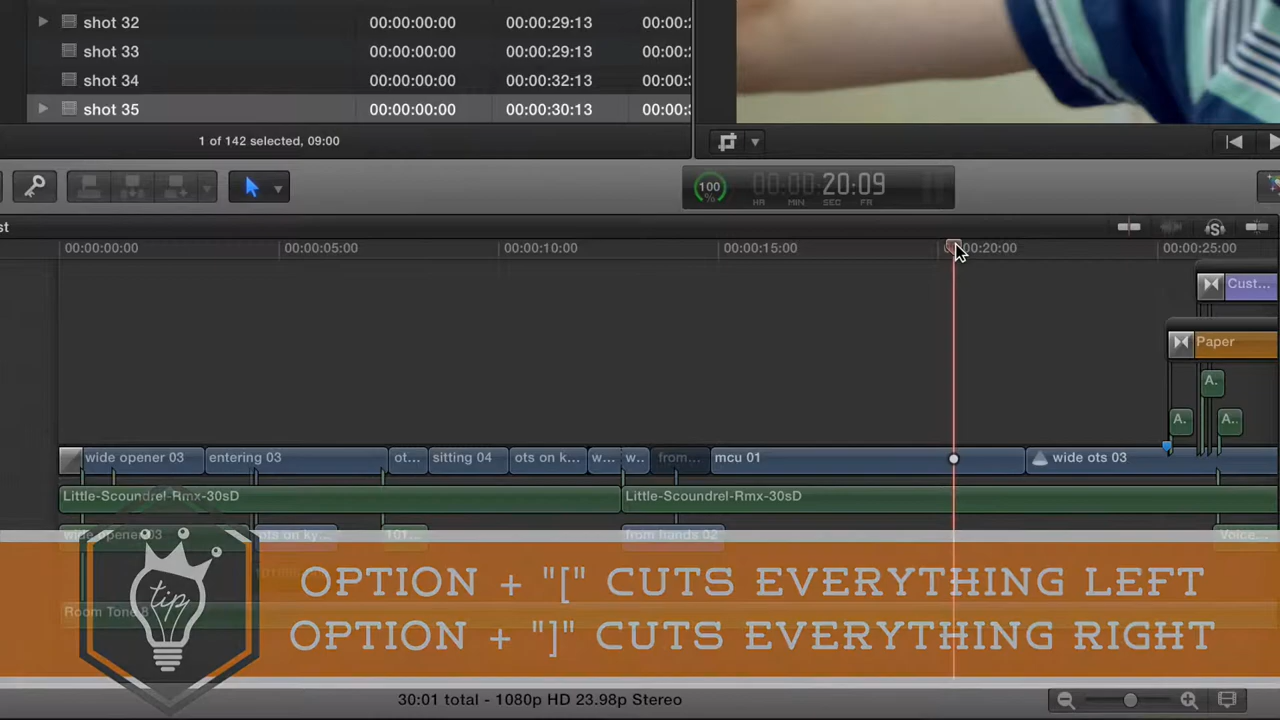 shot 32 00:00:00:00 00:00:29:13 00:00:
shot 33 00:00:00:00 00:00:29:13 00:00:
shot 34 00:00:00:00 00:00:32:13 00:00:
shot 35 00:00:00:00 00:00:30:13 00:00:
1 of 142 selected, 09:00
100 00:00:20:09
% HR MIN SEC FR
st
00:00:00:00 00:00:05:00 00:00:10:00 00:00:15:00 00:00:20:00 00:00:25:00
Cust...
Paper
A.
A. A..
wide opener 03 entering 03 ot... sitting 04 ots on k... w... w.. from... mcu 01 wide ots 03
Little-Scoundrel-Rmx-30sD Little-Scoundrel-Rmx-30sD
wide opener 03 ots on ky... 101... from hands 02 Voice...
Room Tone 8
tip
OPTION + "[" CUTS EVERYTHING LEFT
OPTION + "]" CUTS EVERYTHING RIGHT
30:01 total - 1080p HD 23.98p Stereo